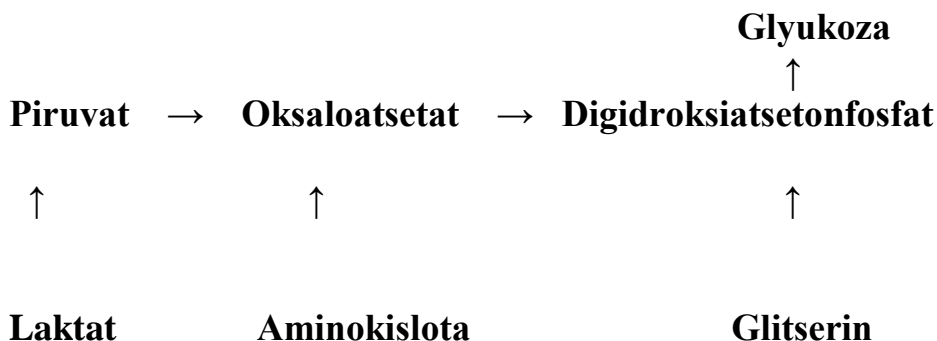 Glyukoza
↑
Piruvat → Oksaloatsetat → Digidroksiatsetonfosfat
↑ ↑ ↑
Laktat Aminokislota Glitserin